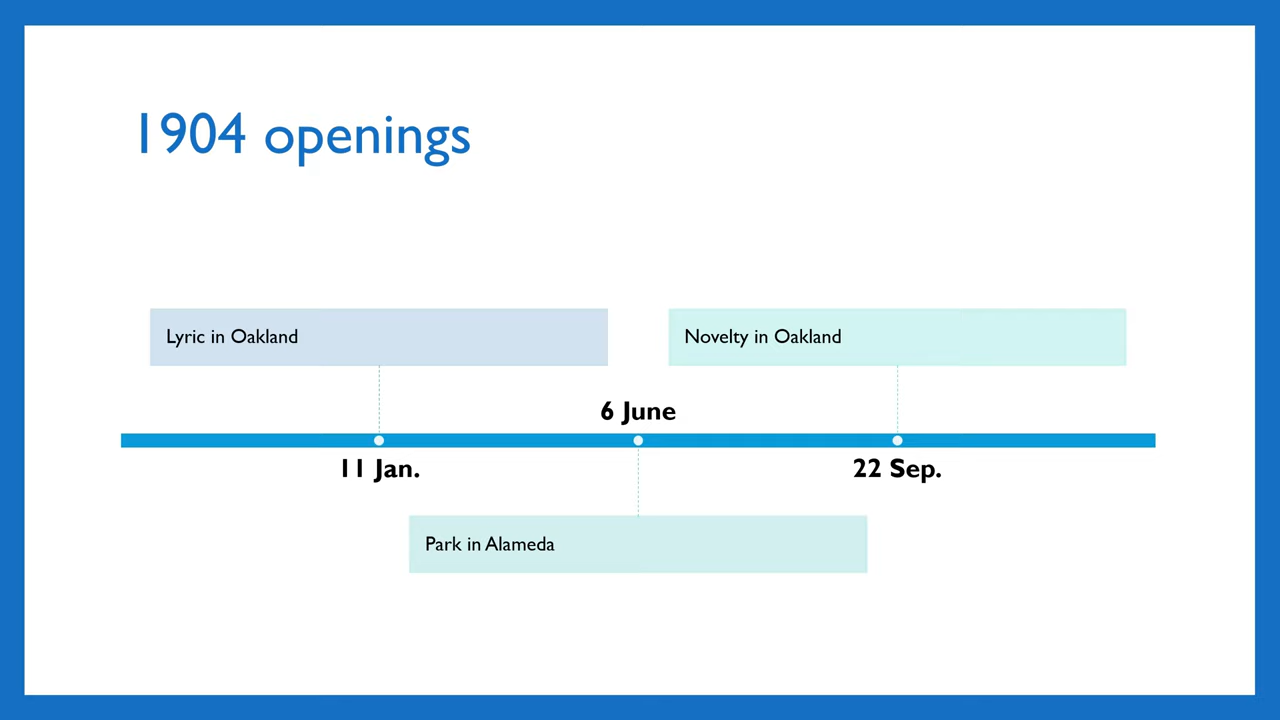 1904 openings
Lyric in Oakland
Novelty in Oakland
6 June
11 Jan.
22 Sep.
Park in Alameda